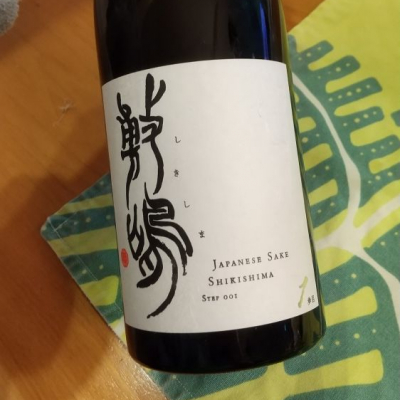 敷嶋
しきしま
JAPANESE SAKE
SHIKISHIMA
STEP 001